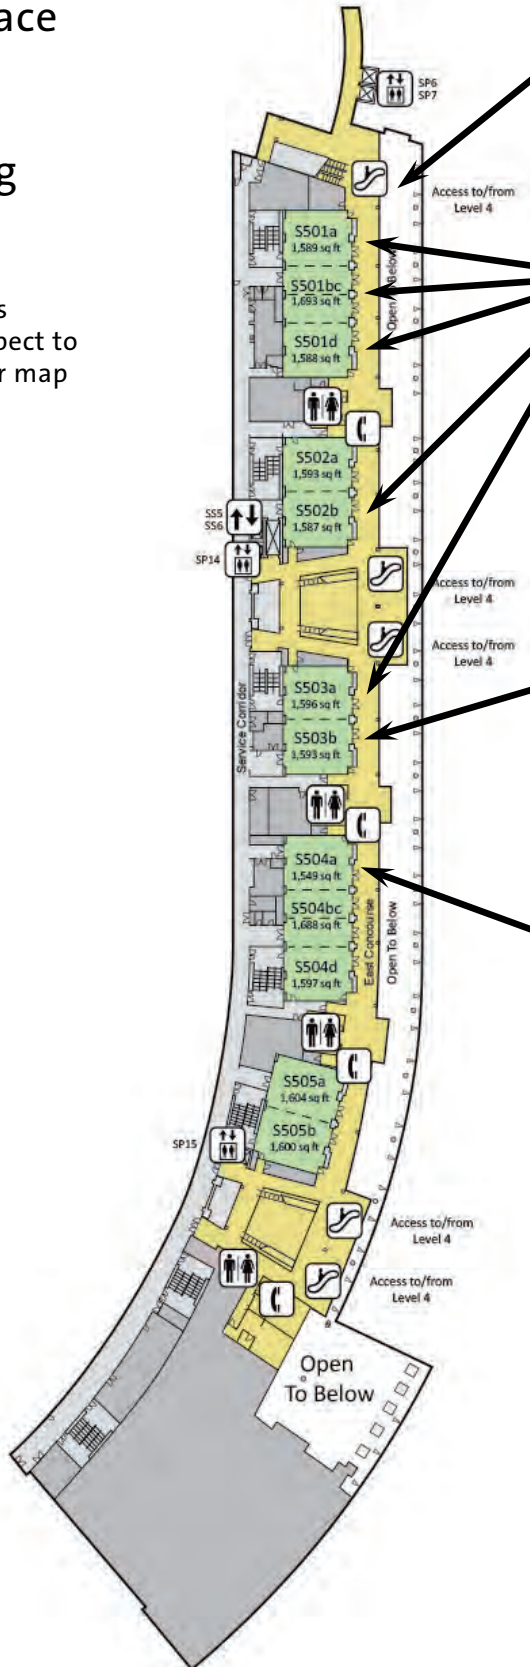 ace
g
s
pect to
r map
SP6
SP7
Access to/from
Level 4
S501a
1,589 sq ft
S501bc
1,693 sq ft
S501d
1,588 sq ft
Open To Below
S502a
1,593 sq ft
S502b
1,587 sq ft
SS5
SS6
SP14
Access to/from
Level 4
Access to/from
Level 4
Service Corridor
S503a
1,596 sq ft
S503b
1,593 sq ft
S504a
1,549 sq ft
S504bc
1,688 sq ft
S504d
1,597 sq ft
East Concourse
Open To Below
S505a
1,604 sq ft
S505b
1,600 sq ft
SP15
Access to/from
Level 4
Access to/from
Level 4
Open
To Below